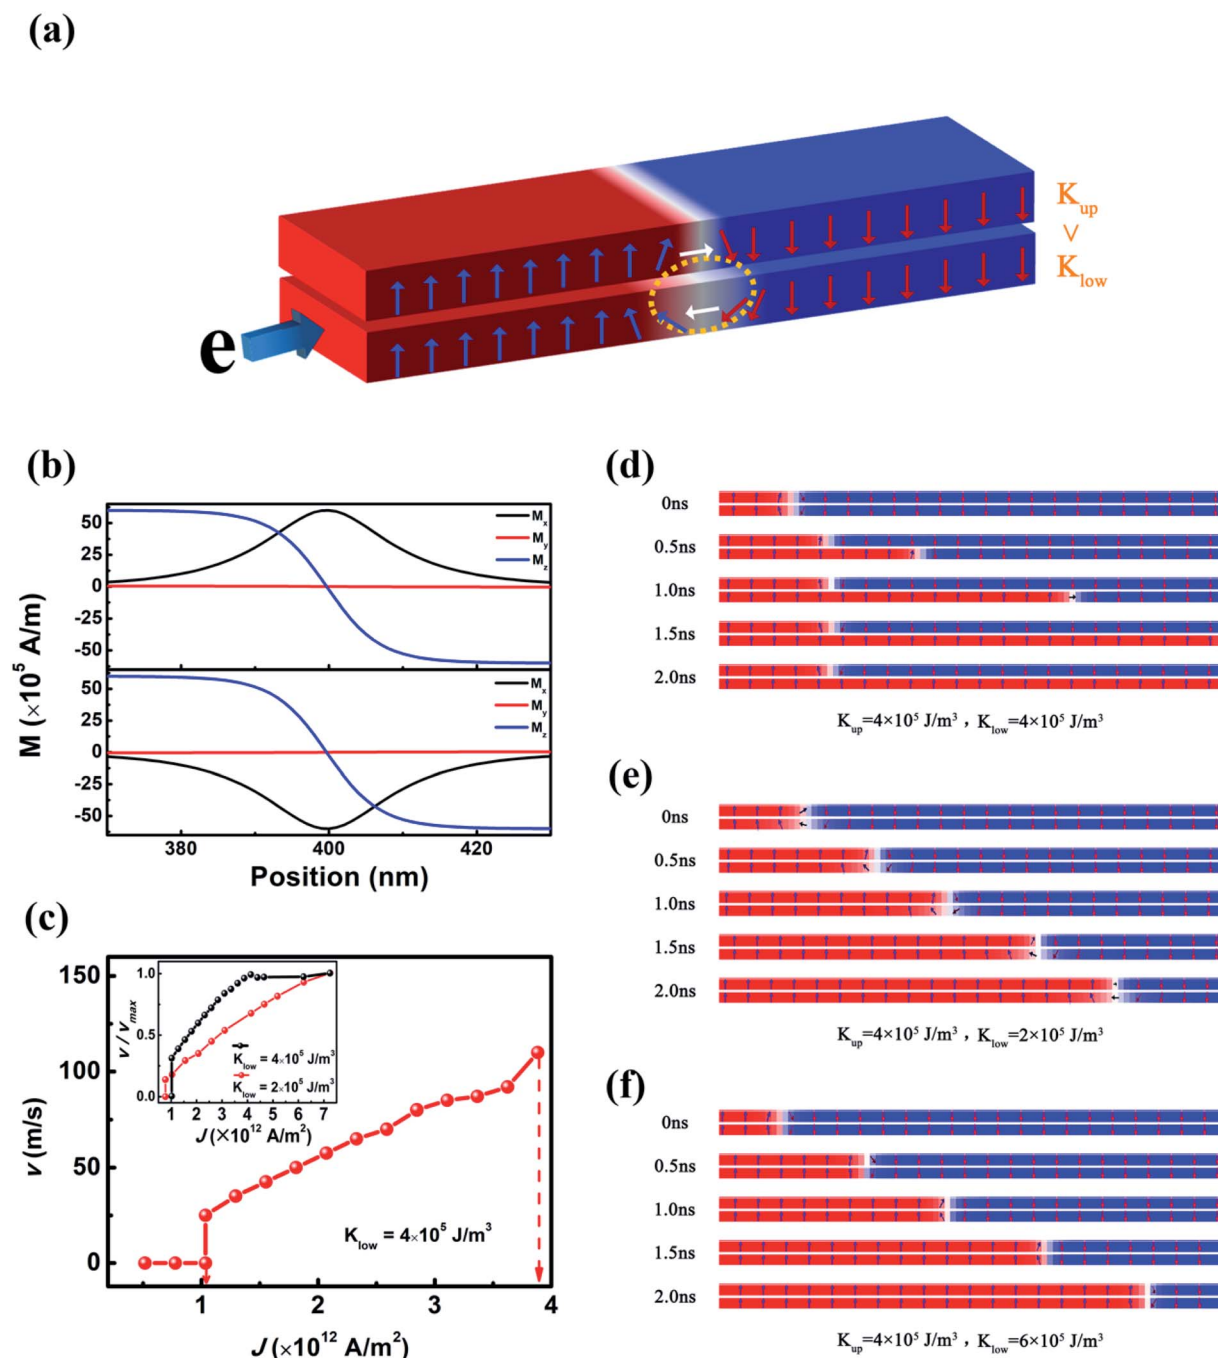 (a)
K_up
∨
K_low
e
(b)
M (×10^5 A/m)
50
25
0
-25
-50
M_x
M_y
M_z
50
25
0
-25
-50
M_x
M_y
M_z
380 400 420
Position (nm)
(c)
v (m/s)
150
100
50
0
1 2 3 4
J (×10^12 A/m^2)
K_low = 4×10^5 J/m^3
v / v_max
1.0
0.5
0.0
K_low = 4×10^5 J/m^3
K_low = 2×10^5 J/m^3
1 2 3 4 5 6 7
J (×10^12 A/m^2)
(d)
0ns
0.5ns
1.0ns
1.5ns
2.0ns
K_up=4×10^5 J/m^3 , K_low=4×10^5 J/m^3
(e)
0ns
0.5ns
1.0ns
1.5ns
2.0ns
K_up=4×10^5 J/m^3 , K_low=2×10^5 J/m^3
(f)
0ns
0.5ns
1.0ns
1.5ns
2.0ns
K_up=4×10^5 J/m^3 , K_low=6×10^5 J/m^3